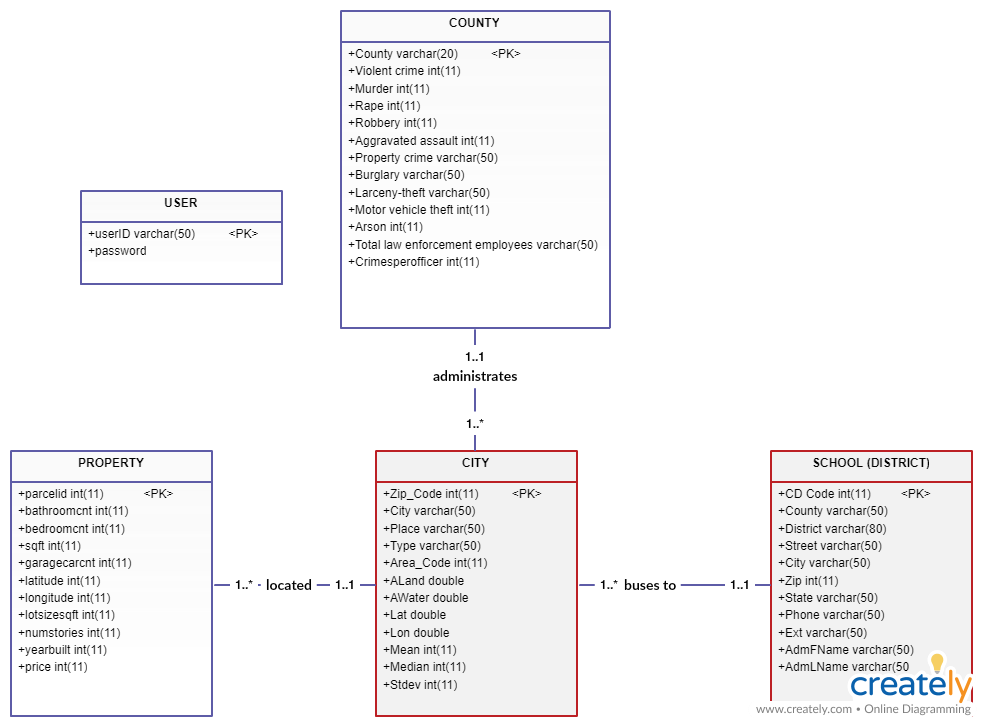 COUNTY
+County varchar(20) <PK>
+Violent crime int(11)
+Murder int(11)
+Rape int(11)
+Robbery int(11)
+Aggravated assault int(11)
+Property crime varchar(50)
+Burglary varchar(50)
+Larceny-theft varchar(50)
+Motor vehicle theft int(11)
+Arson int(11)
+Total law enforcement employees varchar(50)
+Crimesperofficer int(11)
USER
+userID varchar(50) <PK>
+password
1..1
administrates
1..*
PROPERTY
+parcelid int(11) <PK>
+bathroomcnt int(11)
+bedroomcnt int(11)
+sqft int(11)
+garagecarcnt int(11)
+latitude int(11)
+longitude int(11)
+lotsizesqft int(11)
+numstories int(11)
+yearbuilt int(11)
+price int(11)
1..* - located 1..1
CITY
+Zip_Code int(11) <PK>
+City varchar(50)
+Place varchar(50)
+Type varchar(50)
+Area_Code int(11)
+ALand double
+AWater double
+Lat double
+Lon double
+Mean int(11)
+Median int(11)
+Stdev int(11)
1..* buses to 1..1
SCHOOL (DISTRICT)
+CD Code int(11) <PK>
+County varchar(50)
+District varchar(80)
+Street varchar(50)
+City varchar(50)
+Zip int(11)
+State varchar(50)
+Phone varchar(50)
+Ext varchar(50)
+AdmFName varchar(50)
+AdmLName varchar(50
creately
www.creately.com • Online Diagramming